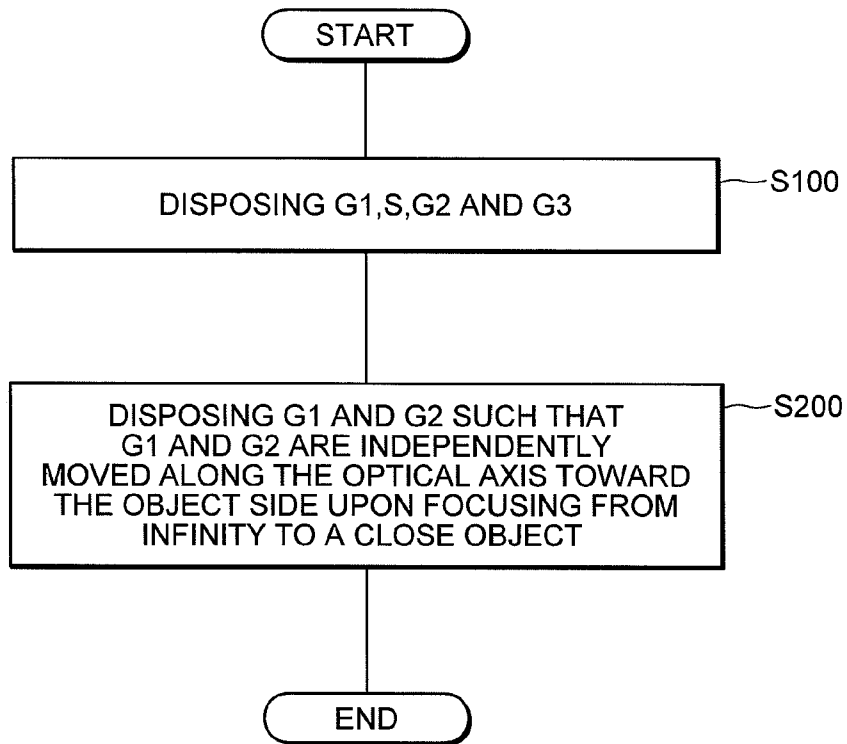 START
DISPOSING G1,S,G2 AND G3
S100
DISPOSING G1 AND G2 SUCH THAT
G1 AND G2 ARE INDEPENDENTLY
MOVED ALONG THE OPTICAL AXIS TOWARD
THE OBJECT SIDE UPON FOCUSING FROM
INFINITY TO A CLOSE OBJECT
S200
END